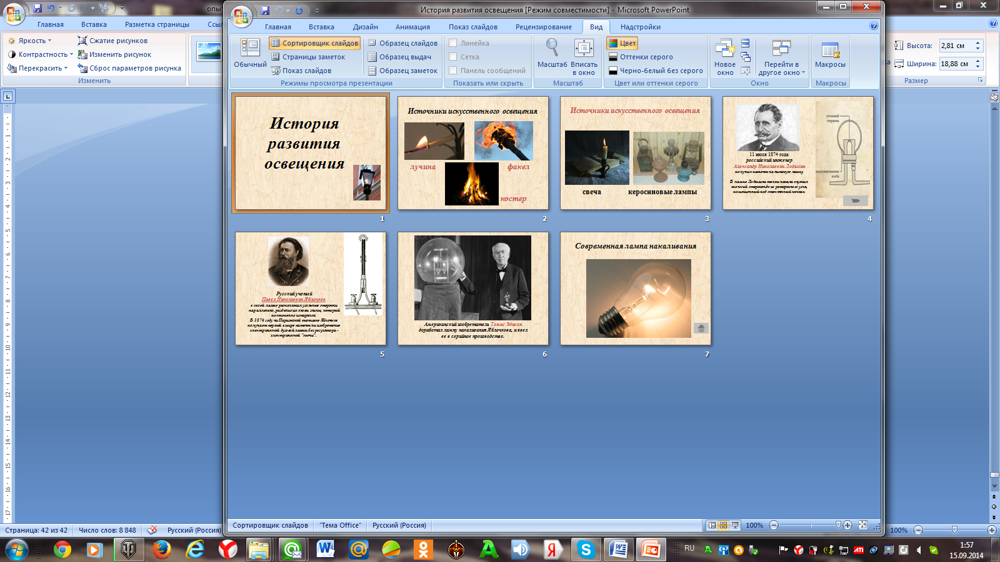 опыт
История развития освещения [Режим совместимости] - Microsoft PowerPoint
Главная Вставка Разметка страницы Ссыл
Главная Вставка Дизайн Анимация Показ слайдов Рецензирование Вид Надстройки
Яркость
Контрастность
Перекрасить
Сжатие рисунков
Изменить рисунок
Сброс параметров рисунка
Изменить
Обычный
Сортировщик слайдов
Страницы заметок
Показ слайдов
Образец слайдов
Образец выдач
Образец заметок
Режимы просмотра презентации
Линейка
Сетка
Панель сообщений
Показать или скрыть
Масштаб
Вписать
в окно
Масштаб
Цвет
Оттенки серого
Черно-белый без серого
Цвет или оттенки серого
Новое
окно
Перейти в
другое окно
Окно
Макросы
Макросы
Высота: 2,81 см
Ширина: 18,88 см
Размер
История
развития
освещения
1
Источники искусственного освещения
лучина
факел
костер
2
Источники искусственного освещения
свеча керосиновые лампы
3
угольный
стержень
колба
11 июля 1874 года
российский инженер
Александр Николаевич Лодыгин
получил патент на нитевую лампу.
В лампе Лодыгина телом накала служил
тонкий стерженёк из ретортного угля,
помещенный под стеклянный колпак
4
Русский ученый
Павел Николаевич Яблочков
в своей лампе расположил угольные стержни
параллельно, разделив их слоем глины, который
постепенно испарялся.
В 1876 году на Парижской выставке Яблочков
получает первый в мире патент на изобретение
электрической дуговой лампы без регулятора -
электрической "свечи".
5
Американский изобретатель Томас Эдисон
доработал лампу накаливания Яблочкова, и ввел
ее в серийное производство.
6
Современная лампа накаливания
7
Сортировщик слайдов "Тема Office" Русский (Россия) 100%
Страница: 42 из 42 Число слов: 8 848 Русский (Россия) 100%
RU
ATI
1:57
15.09.2014